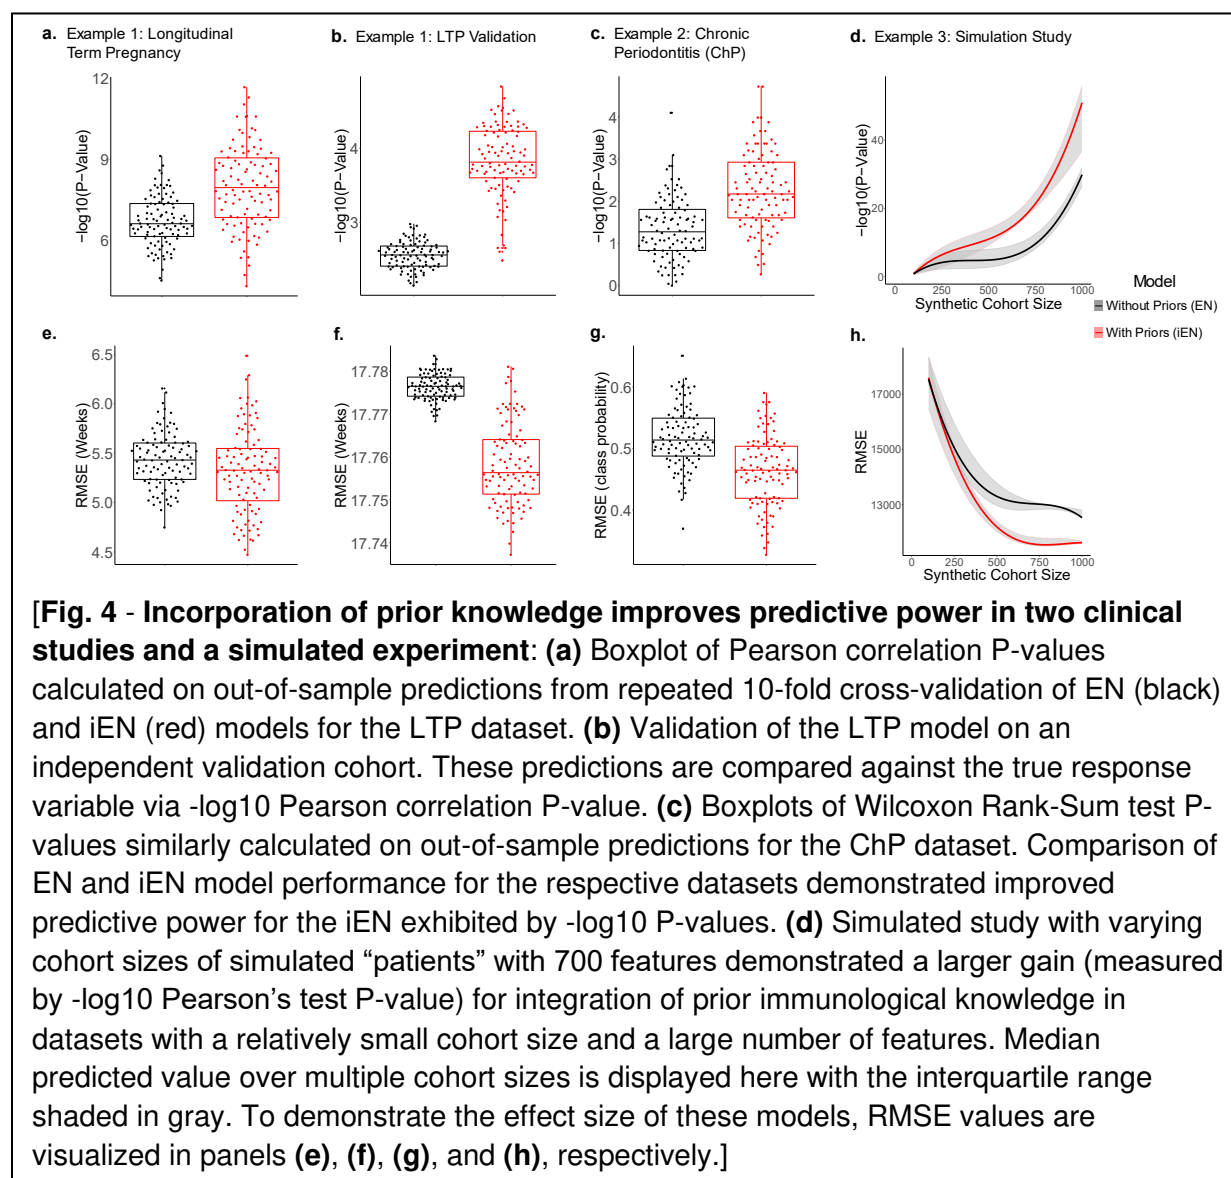 a. Example 1: Longitudinal
Term Pregnancy
b. Example 1: LTP Validation
c. Example 2: Chronic
Periodontitis (ChP)
d. Example 3: Simulation Study
−log10(P−Value)
12
9
6
−log10(P−Value)
4
3
−log10(P−Value)
4
3
2
1
0
−log10(P−Value)
40
20
0
0
250
500
750
1000
Synthetic Cohort Size
Model
Without Priors (EN)
With Priors (iEN)
e.
RMSE (Weeks)
6.5
6.0
5.5
5.0
4.5
f.
RMSE (Weeks)
17.78
17.77
17.76
17.75
17.74
g.
RMSE (class probability)
0.6
0.5
0.4
h.
RMSE
17000
15000
13000
0
250
500
750
1000
Synthetic Cohort Size
[Fig. 4 - Incorporation of prior knowledge improves predictive power in two clinical
studies and a simulated experiment: (a) Boxplot of Pearson correlation P-values
calculated on out-of-sample predictions from repeated 10-fold cross-validation of EN (black)
and iEN (red) models for the LTP dataset. (b) Validation of the LTP model on an
independent validation cohort. These predictions are compared against the true response
variable via -log10 Pearson correlation P-value. (c) Boxplots of Wilcoxon Rank-Sum test P-
values similarly calculated on out-of-sample predictions for the ChP dataset. Comparison of
EN and iEN model performance for the respective datasets demonstrated improved
predictive power for the iEN exhibited by -log10 P-values. (d) Simulated study with varying
cohort sizes of simulated “patients” with 700 features demonstrated a larger gain (measured
by -log10 Pearson’s test P-value) for integration of prior immunological knowledge in
datasets with a relatively small cohort size and a large number of features. Median
predicted value over multiple cohort sizes is displayed here with the interquartile range
shaded in gray. To demonstrate the effect size of these models, RMSE values are
visualized in panels (e), (f), (g), and (h), respectively.]